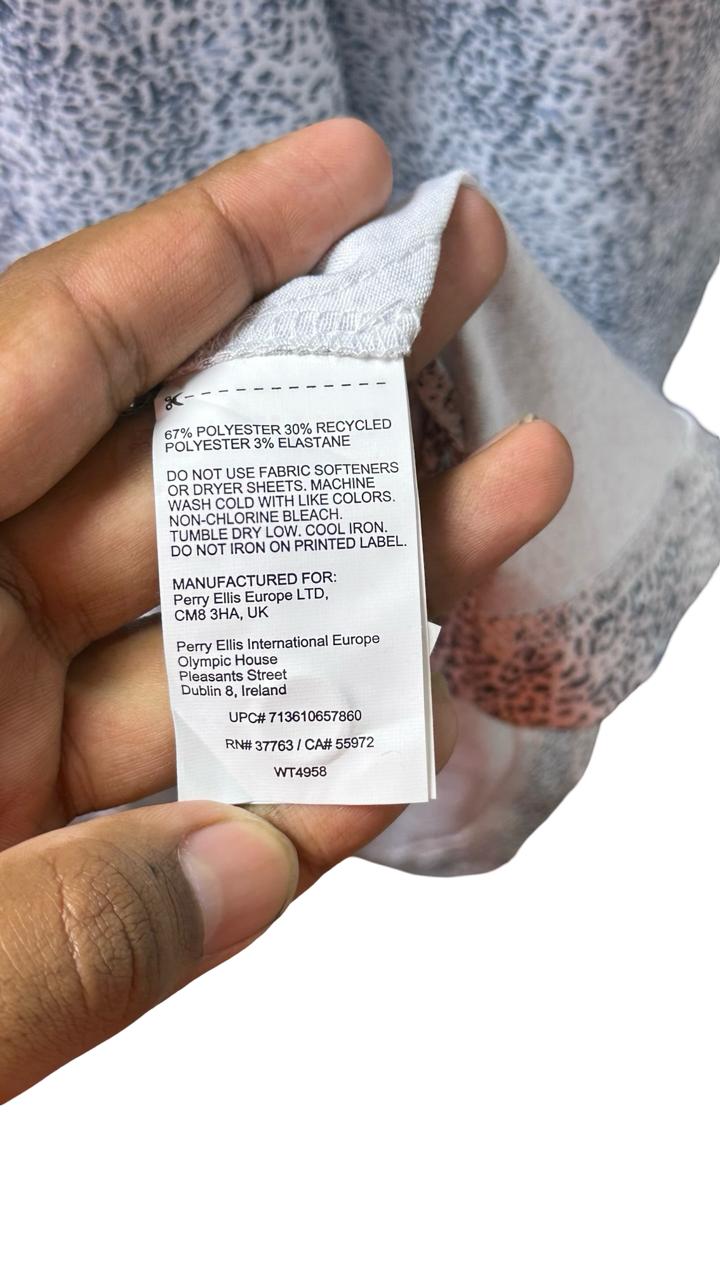 67% POLYESTER 30% RECYCLED
POLYESTER 3% ELASTANE
DO NOT USE FABRIC SOFTENERS
OR DRYER SHEETS. MACHINE
WASH COLD WITH LIKE COLORS.
NON-CHLORINE BLEACH.
TUMBLE DRY LOW. COOL IRON.
DO NOT IRON ON PRINTED LABEL.
MANUFACTURED FOR:
Perry Ellis Europe LTD,
CM8 3HA, UK
Perry Ellis International Europe
Olympic House
Pleasants Street
Dublin 8, Ireland
UPC# 713610657860
RN# 37763 / CA# 55972
WT4958